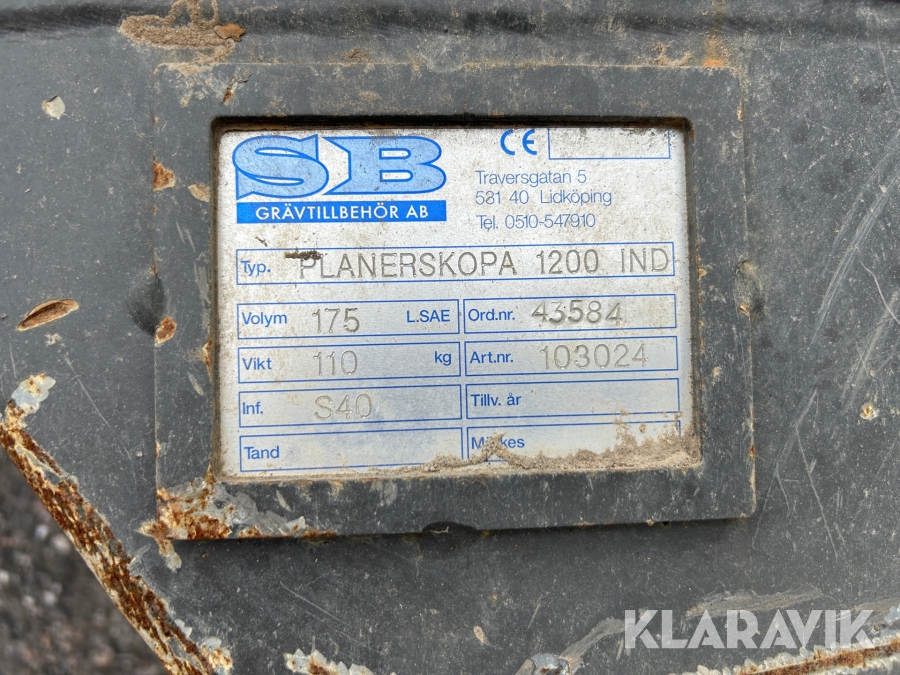 SB
GRÄVTILLBEHÖR AB
CE
Traversgatan 5
581 40 Lidköping
Tel. 0510-547910
Typ. PLANERSKOPA 1200 IND
Volym 175 L.SAE Ord.nr. 43584
Vikt 110 kg Art.nr. 103024
Inf. S40 Tillv. år
Tand
KLARAVIK